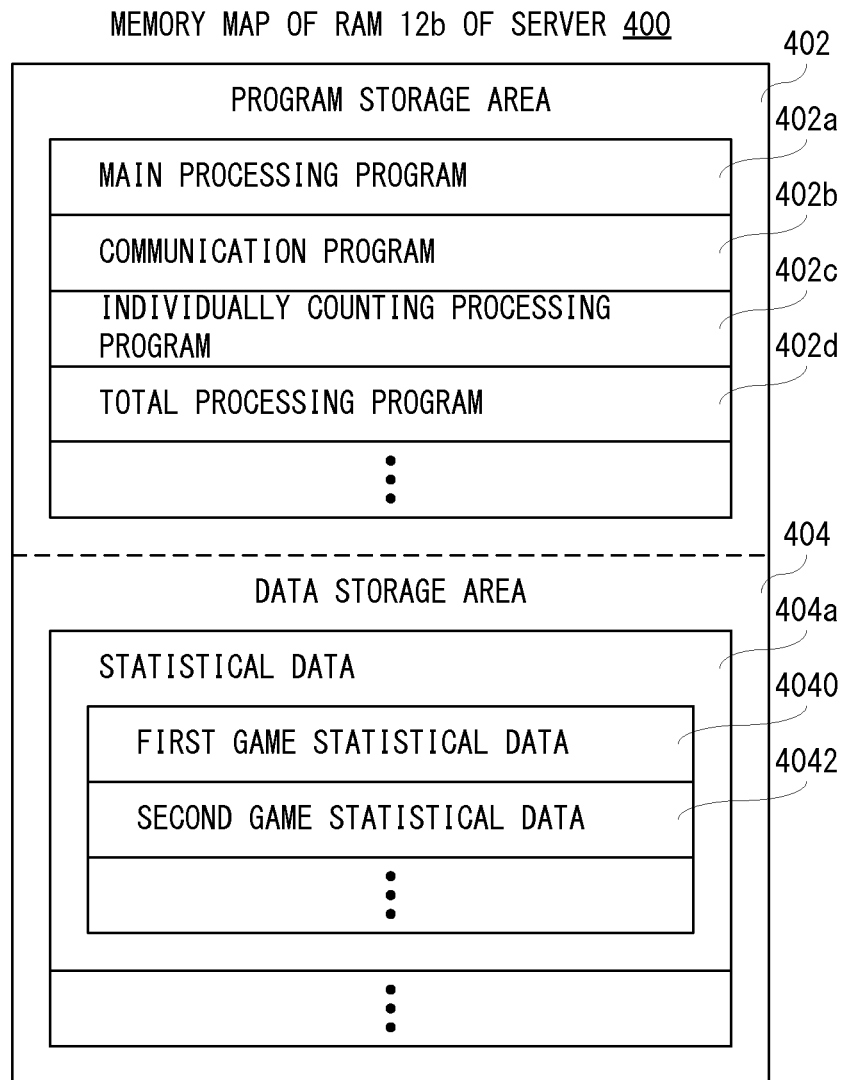 MEMORY MAP OF RAM 12b OF SERVER 400
402
PROGRAM STORAGE AREA
402a
MAIN PROCESSING PROGRAM
402b
COMMUNICATION PROGRAM
402c
INDIVIDUALLY COUNTING PROCESSING
PROGRAM
402d
TOTAL PROCESSING PROGRAM
404
DATA STORAGE AREA
404a
STATISTICAL DATA
4040
FIRST GAME STATISTICAL DATA
4042
SECOND GAME STATISTICAL DATA